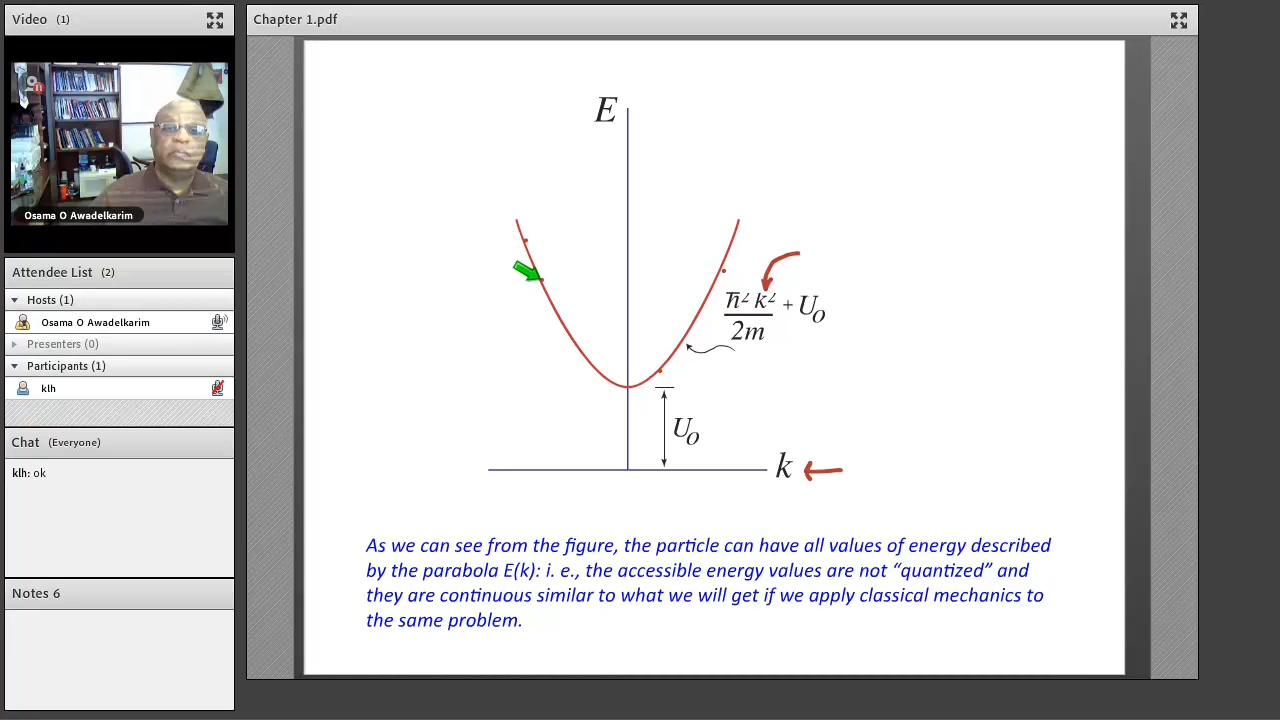 Video (1)
Osama O Awadelkarim
Attendee List (2)
Hosts (1)
Osama O Awadelkarim
Presenters (0)
Participants (1)
klh
Chat (Everyone)
klh: ok
Notes 6
Chapter 1.pdf
E
ħ² k²
+ U₀
2m
U₀
k
As we can see from the figure, the particle can have all values of energy described
by the parabola E(k): i. e., the accessible energy values are not “quantized” and
they are continuous similar to what we will get if we apply classical mechanics to
the same problem.